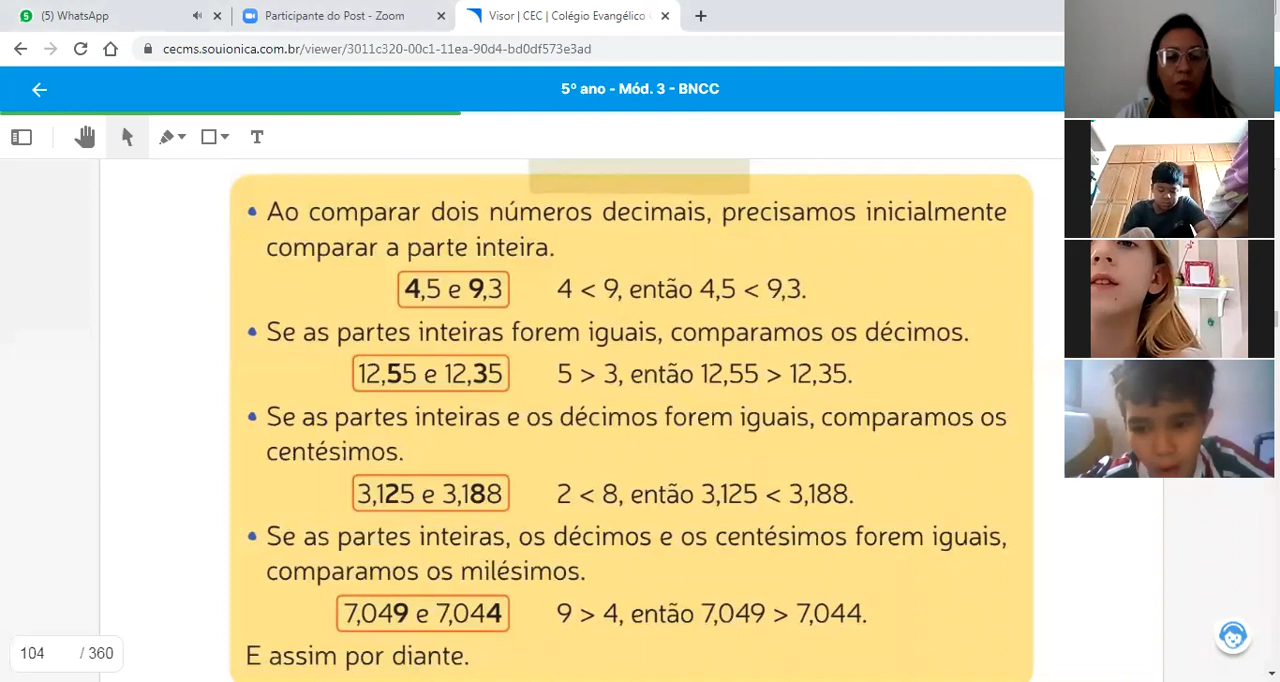 (5) WhatsApp
Participante do Post - Zoom
Visor | CEC | Colégio Evangélico
cecms.souionica.com.br/viewer/3011c320-00c1-11ea-90d4-bd0df573e3ad
5º ano - Mód. 3 - BNCC
T
• Ao comparar dois números decimais, precisamos inicialmente
comparar a parte inteira.
4,5 e 9,3 4 < 9, então 4,5 < 9,3.
• Se as partes inteiras forem iguais, comparamos os décimos.
12,55 e 12,35 5 > 3, então 12,55 > 12,35.
• Se as partes inteiras e os décimos forem iguais, comparamos os
centésimos.
3,125 e 3,188 2 < 8, então 3,125 < 3,188.
• Se as partes inteiras, os décimos e os centésimos forem iguais,
comparamos os milésimos.
7,049 e 7,044 9 > 4, então 7,049 > 7,044.
E assim por diante.
104 / 360